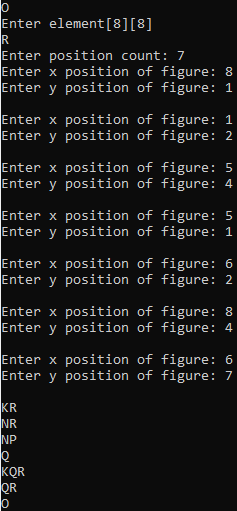 O
Enter element[8][8]
R
Enter position count: 7
Enter x position of figure: 8
Enter y position of figure: 1
Enter x position of figure: 1
Enter y position of figure: 2
Enter x position of figure: 5
Enter y position of figure: 4
Enter x position of figure: 5
Enter y position of figure: 1
Enter x position of figure: 6
Enter y position of figure: 2
Enter x position of figure: 8
Enter y position of figure: 4
Enter x position of figure: 6
Enter y position of figure: 7
KR
NR
NP
Q
KQR
QR
O